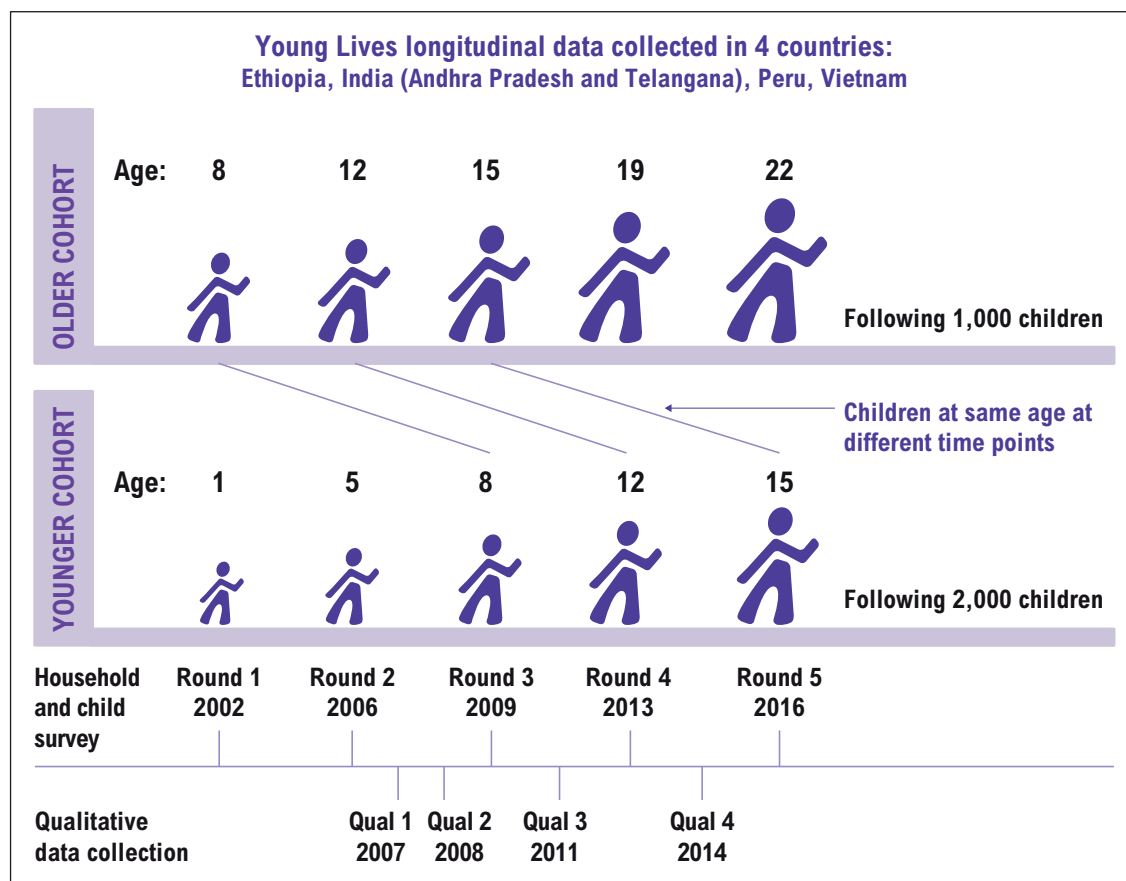 Young Lives longitudinal data collected in 4 countries:
Ethiopia, India (Andhra Pradesh and Telangana), Peru, Vietnam
OLDER COHORT
Age: 8 12 15 19 22
Following 1,000 children
Children at same age at
different time points
YOUNGER COHORT
Age: 1 5 8 12 15
Following 2,000 children
Household
and child
survey
Round 1 Round 2 Round 3 Round 4 Round 5
2002 2006 2009 2013 2016
Qualitative
data collection
Qual 1 Qual 2 Qual 3 Qual 4
2007 2008 2011 2014